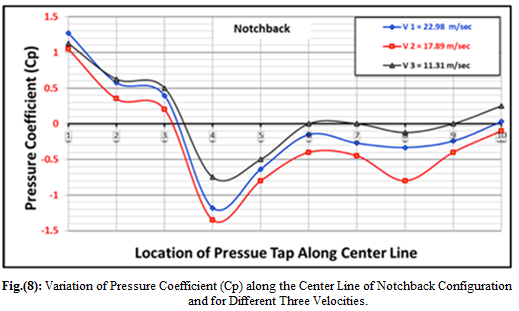 Notchback
V 1 = 22.98 m/sec
V 2 = 17.89 m/sec
V 3 = 11.31 m/sec
Pressure Coefficient (Cp)
1.5
1
0.5
0
-0.5
-1
-1.5
1 2 3 4 5 6 7 8 9 10
Location of Pressue Tap Along Center Line
Fig.(8): Variation of Pressure Coefficient (Cp) along the Center Line of Notchback Configuration
and for Different Three Velocities.